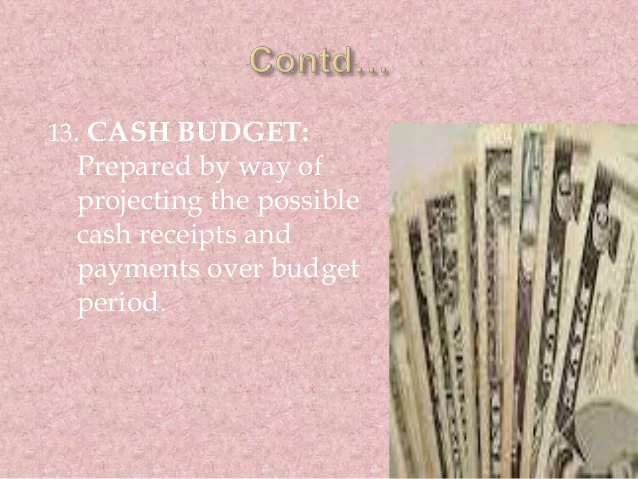 Contd...
13. CASH BUDGET:
Prepared by way of
projecting the possible
cash receipts and
payments over budget
period.